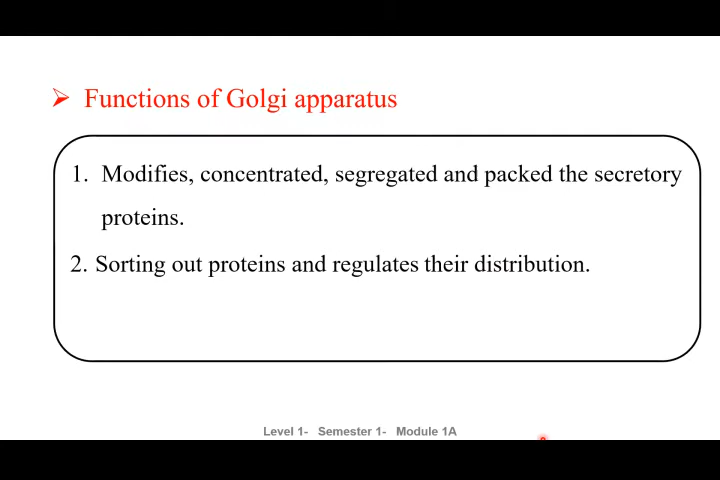 ➢ Functions of Golgi apparatus
1. Modifies, concentrated, segregated and packed the secretory
proteins.
2. Sorting out proteins and regulates their distribution.
Level 1- Semester 1- Module 1A